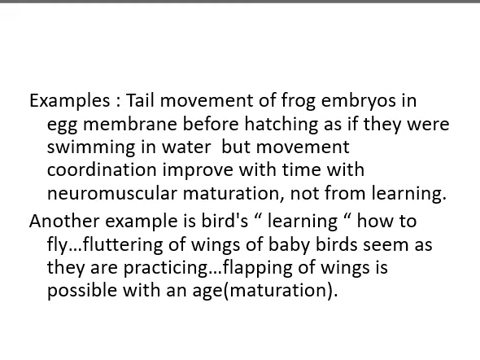 Examples : Tail movement of frog embryos in
egg membrane before hatching as if they were
swimming in water  but movement
coordination improve with time with
neuromuscular maturation, not from learning.
Another example is bird's “ learning “ how to
fly…fluttering of wings of baby birds seem as
they are practicing…flapping of wings is
possible with an age(maturation).